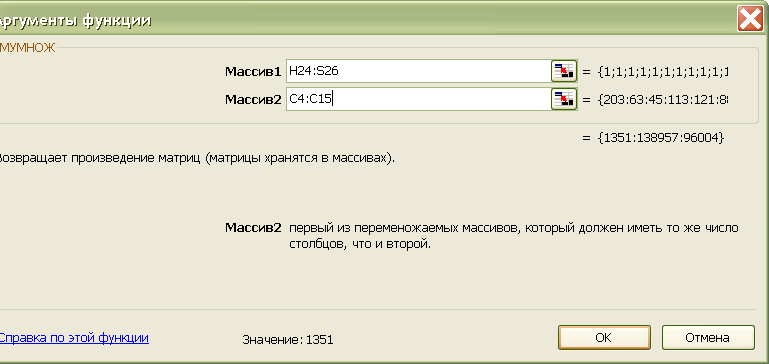 Аргументы функции
МУМНОЖ
Массив1 H24:S26 = {1;1;1;1;1;1;1;1;1;1;1
Массив2 C4:C15 = {203:63:45:113:121:88
= {1351:138957:96004}
Возвращает произведение матриц (матрицы хранятся в массивах).
Массив2 первый из перемножаемых массивов, который должен иметь то же число
столбцов, что и второй.
Справка по этой функции
Значение: 1351
OK
Отмена